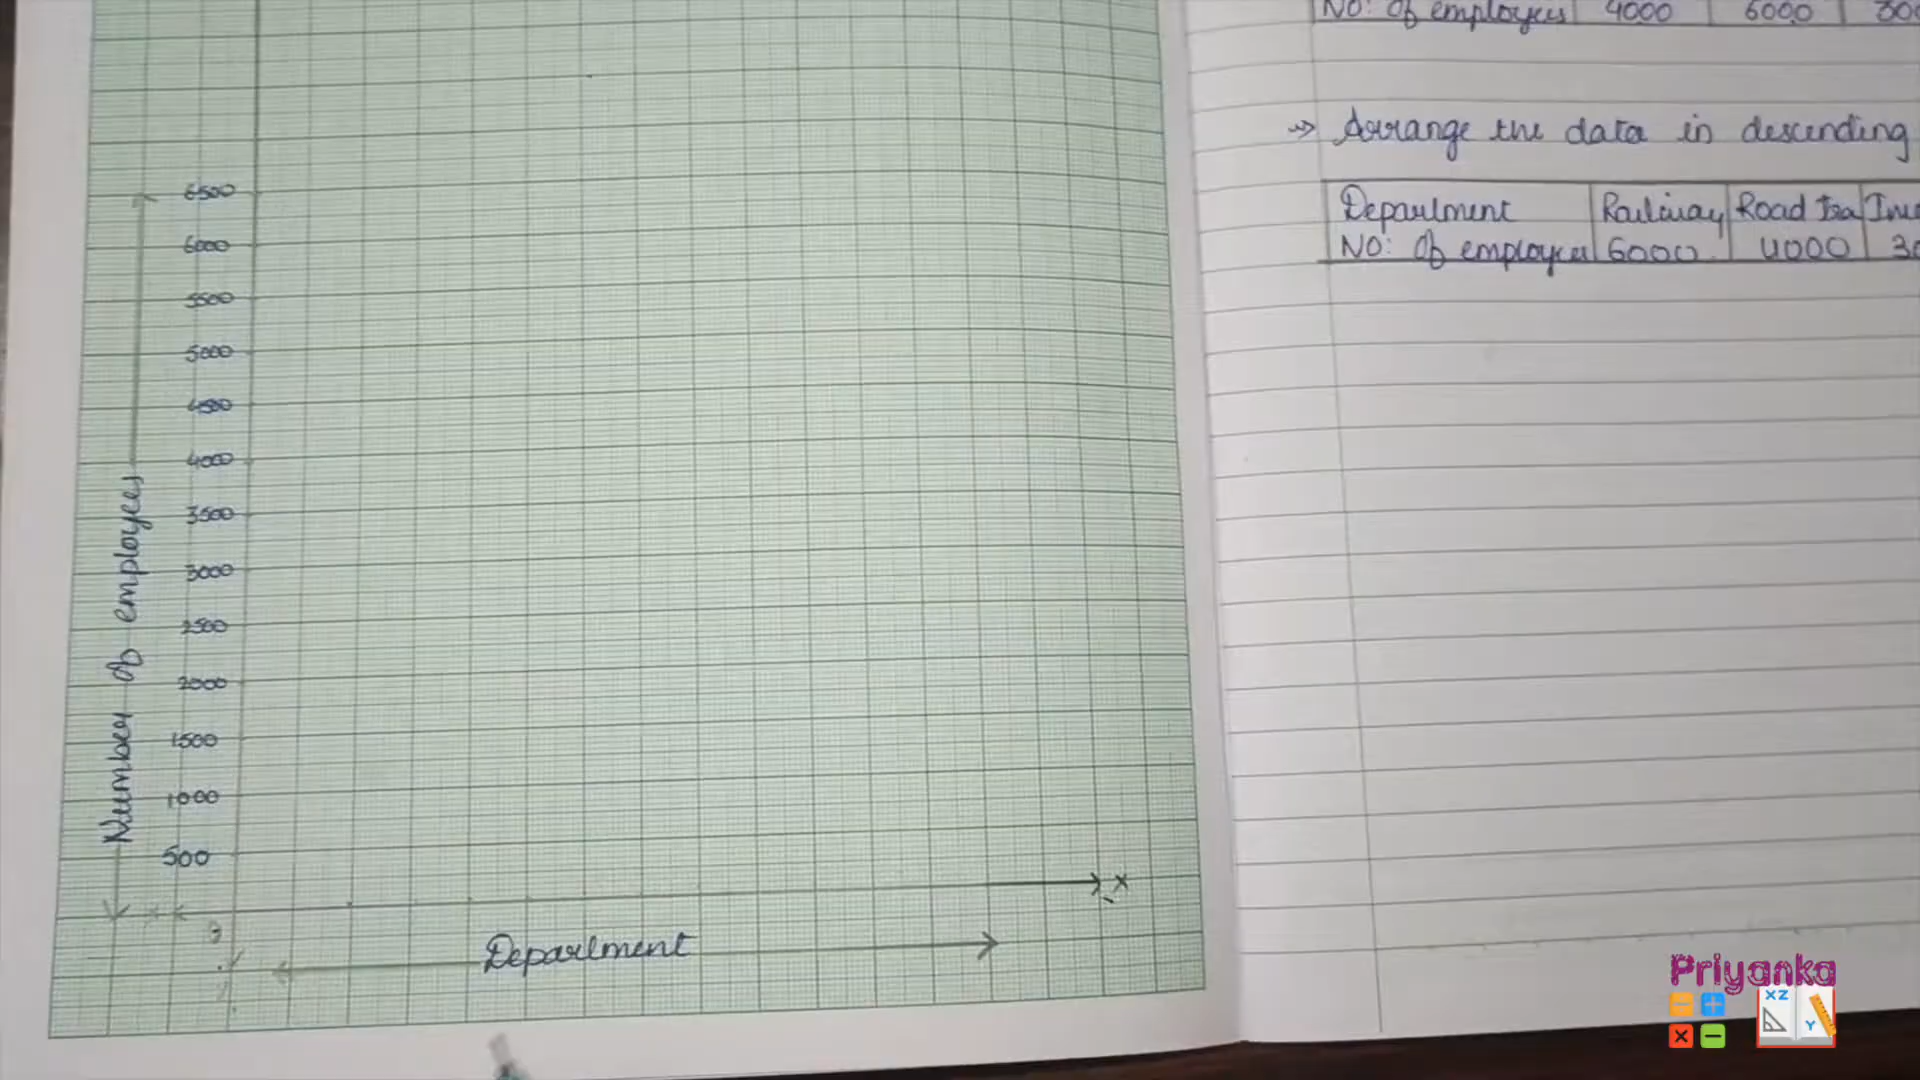 6500
6000
5500
5000
4500
4000
3500
3000
2500
2000
1500
1000
500
Number of employees
x
Department
NO: Of employees 4000 6000
→ Arrange the data in descending
Department Railway Road
NO: Of employees 6000 4000
Priyanka
XZ
Y